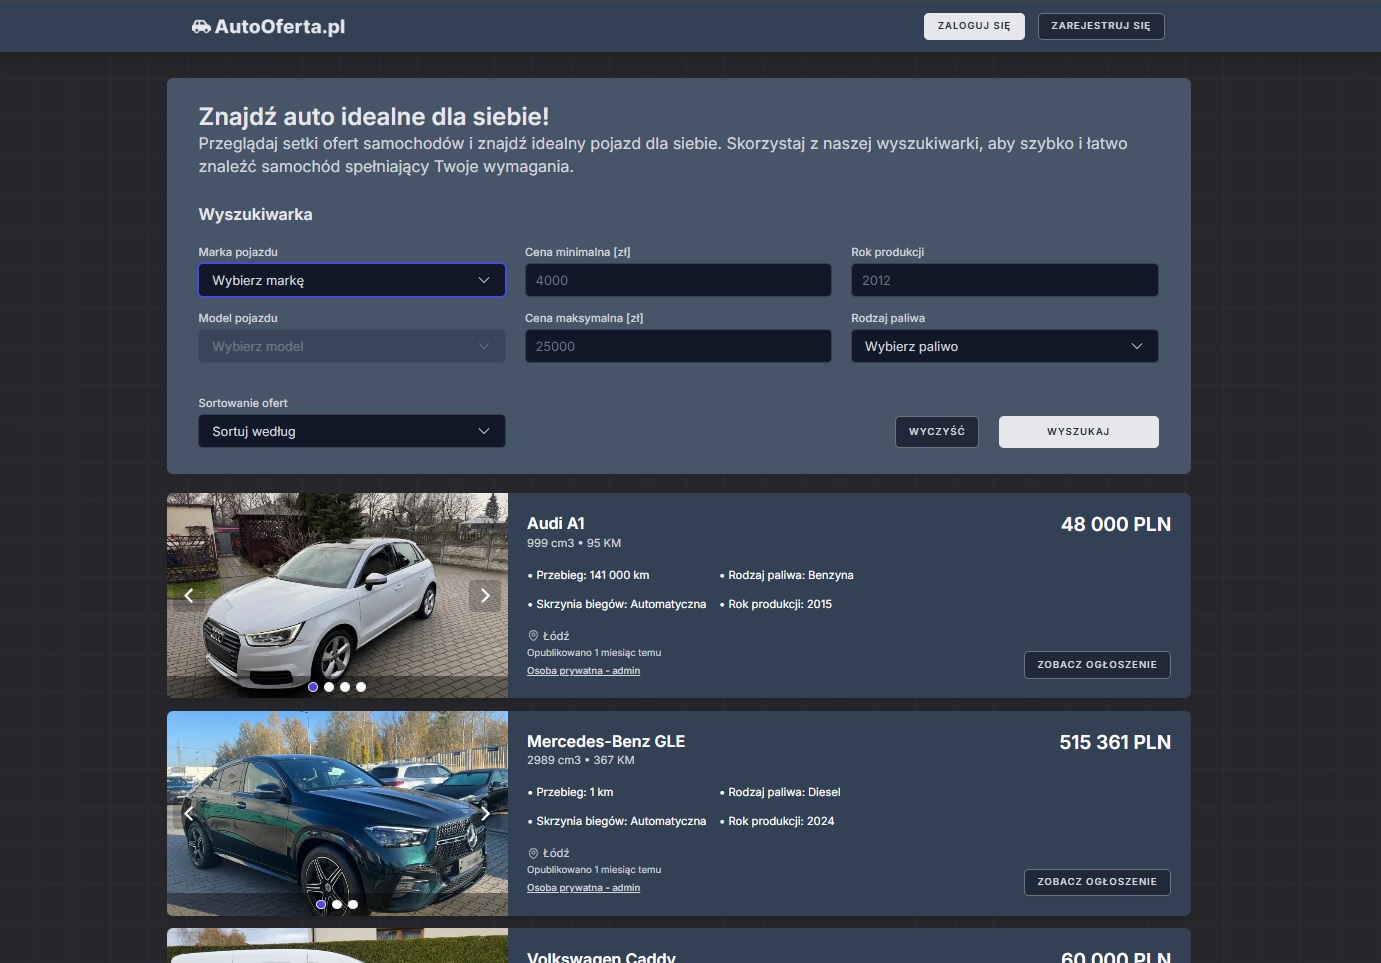 AutoOferta.pl
ZALOGUJ SIĘ
ZAREJESTRUJ SIĘ
Znajdź auto idealne dla siebie!
Przeglądaj setki ofert samochodów i znajdź idealny pojazd dla siebie. Skorzystaj z naszej wyszukiwarki, aby szybko i łatwo
znaleźć samochód spełniający Twoje wymagania.
Wyszukiwarka
Marka pojazdu
Cena minimalna [zł]
Rok produkcji
Wybierz markę
4000
2012
Model pojazdu
Cena maksymalna [zł]
Rodzaj paliwa
Wybierz model
25000
Wybierz paliwo
Sortowanie ofert
Sortuj według
WYCZYŚĆ
WYSZUKAJ
Audi A1
48 000 PLN
999 cm3 • 95 KM
• Przebieg: 141 000 km
• Rodzaj paliwa: Benzyna
• Skrzynia biegów: Automatyczna
• Rok produkcji: 2015
Łódź
Opublikowano 1 miesiąc temu
Osoba prywatna - admin
ZOBACZ OGŁOSZENIE
Mercedes-Benz GLE
515 361 PLN
2989 cm3 • 367 KM
• Przebieg: 1 km
• Rodzaj paliwa: Diesel
• Skrzynia biegów: Automatyczna
• Rok produkcji: 2024
Łódź
Opublikowano 1 miesiąc temu
Osoba prywatna - admin
ZOBACZ OGŁOSZENIE
Volkswagen Caddy
60 000 PLN